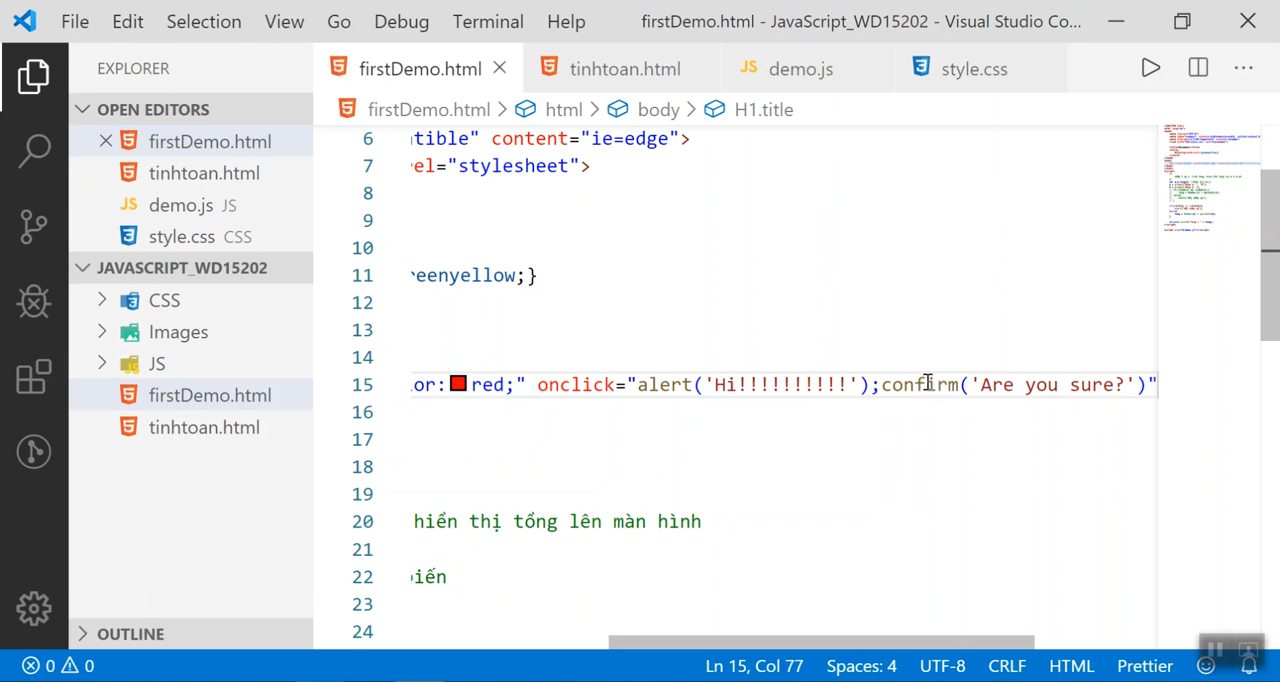 File Edit Selection View Go Debug Terminal Help firstDemo.html - JavaScript_WD15202 - Visual Studio Co...
EXPLORER
OPEN EDITORS
firstDemo.html
tinhtoan.html
demo.js JS
style.css CSS
JAVASCRIPT_WD15202
CSS
Images
JS
firstDemo.html
tinhtoan.html
OUTLINE
firstDemo.html tinhtoan.html JS demo.js style.css
firstDemo.html > html > body > H1.title
6 tible" content="ie=edge">
7 el="stylesheet">
8
9
10
11 eenyellow;}
12
13
14
15 lor:red;" onclick="alert('Hi!!!!!!!!!!');confirm('Are you sure?')"
16
17
18
19
20 hiển thị tổng lên màn hình
21
22 biến
23
24
0 0 Ln 15, Col 77 Spaces: 4 UTF-8 CRLF HTML Prettier